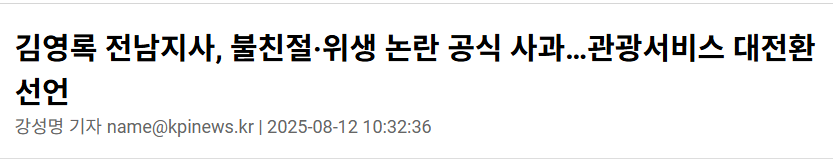 김영록 전남지사, 불친절·위생 논란 공식 사과…관광서비스 대전환
선언
강성명 기자 name@kpinews.kr | 2025-08-12 10:32:36